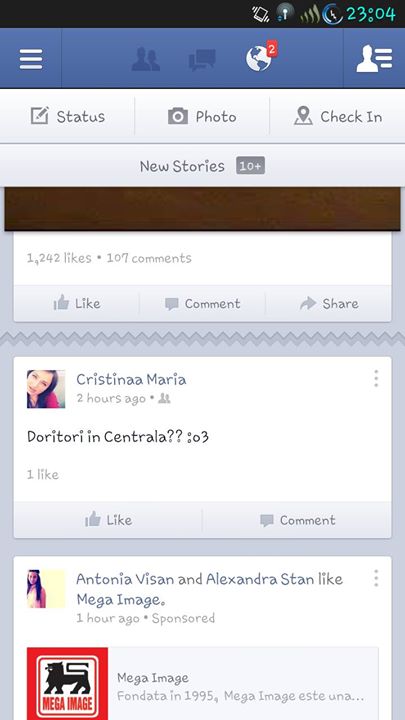 23:04
2
Status
Photo
Check In
New Stories 10+
1,242 likes • 107 comments
Like
Comment
Share
Cristinaa Maria
2 hours ago •
Doritori in Centrala?? :o3
1 like
Like
Comment
Antonia Visan and Alexandra Stan like
Mega Image.
1 hour ago • Sponsored
MEGA IMAGE
Mega Image
Fondata in 1995, Mega Image este una...